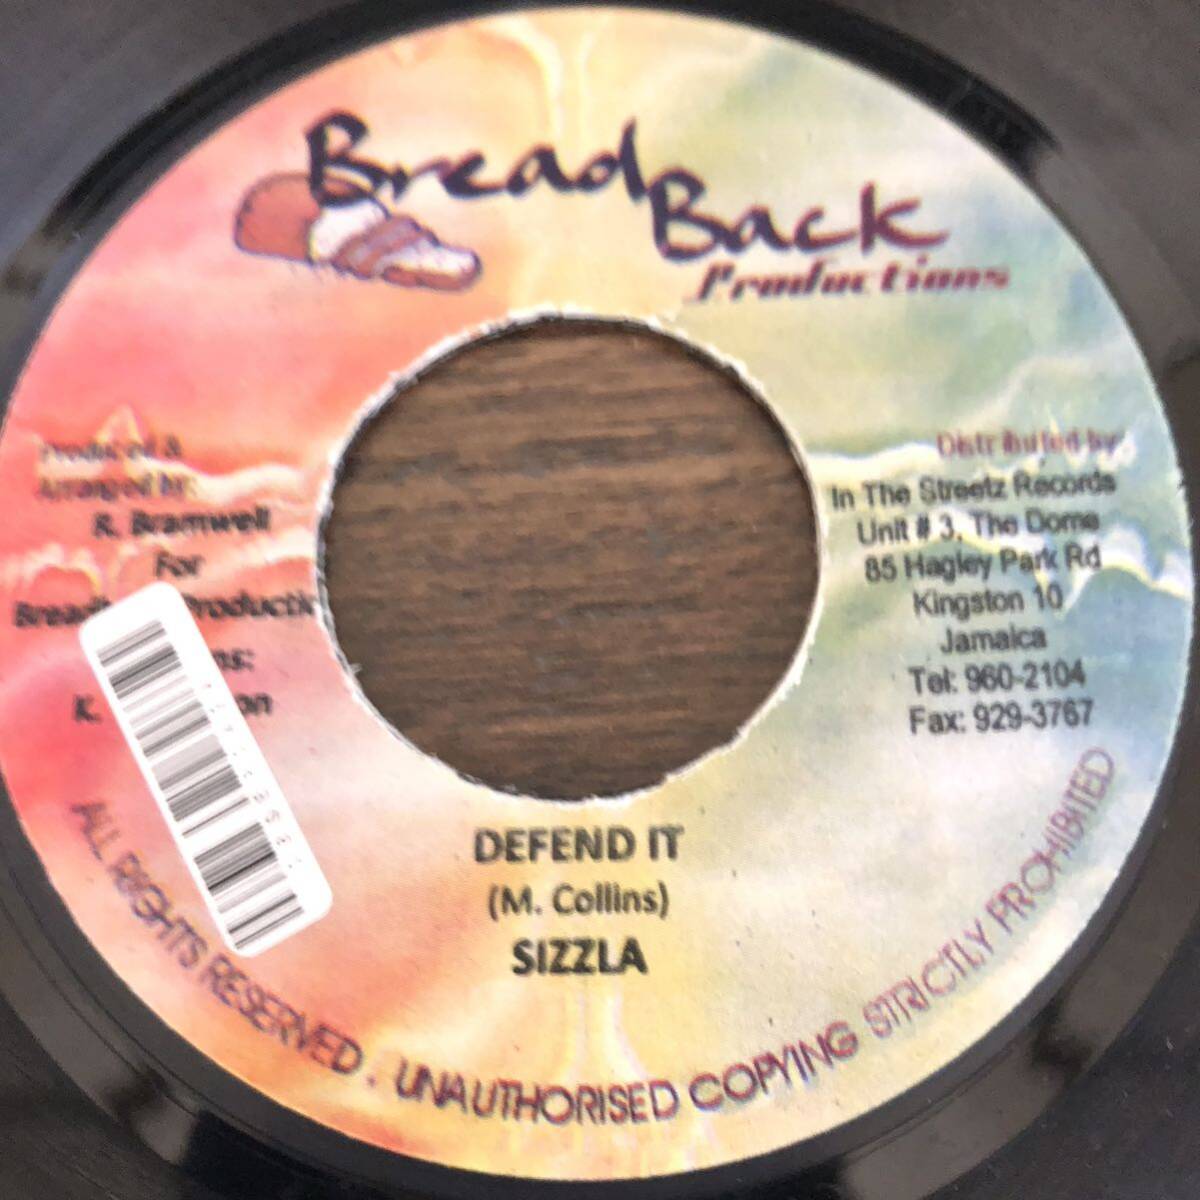 Bread Back
Productions
Produced &
Arranged by:
R. Bramwell
For
Productio
ns:
K.
Distributed by:
In The Streetz Records
Unit # 3, The Dome
85 Hagley Park Rd
Kingston 10
Jamaica
Tel: 960-2104
Fax: 929-3767
DEFEND IT
(M. Collins)
SIZZLA
ALL RIGHTS RESERVED . UNAUTHORISED COPYING STRICTLY PROHIBITED